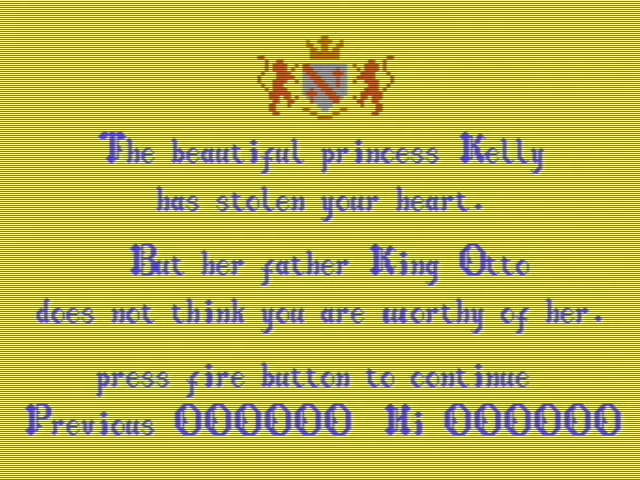 The beautiful princess Kelly
has stolen your heart.
But her father King Otto
does not think you are worthy of her.
press fire button to continue
Previous 000000 Hi 000000